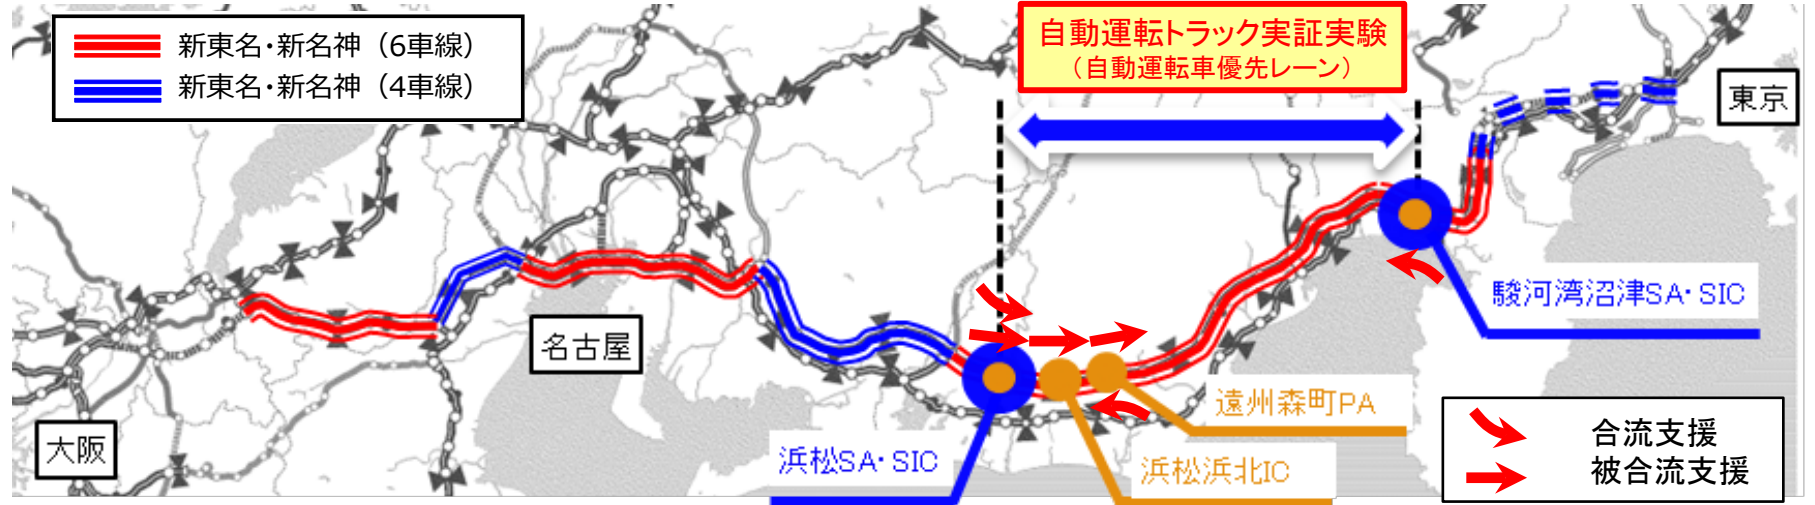 新東名・新名神（6車線）
新東名・新名神（4車線）
自動運転トラック実証実験
（自動運転車優先レーン）
東京
駿河湾沼津SA・SIC
名古屋
遠州森町PA
大阪
浜松SA・SIC
浜松浜北IC
合流支援
被合流支援